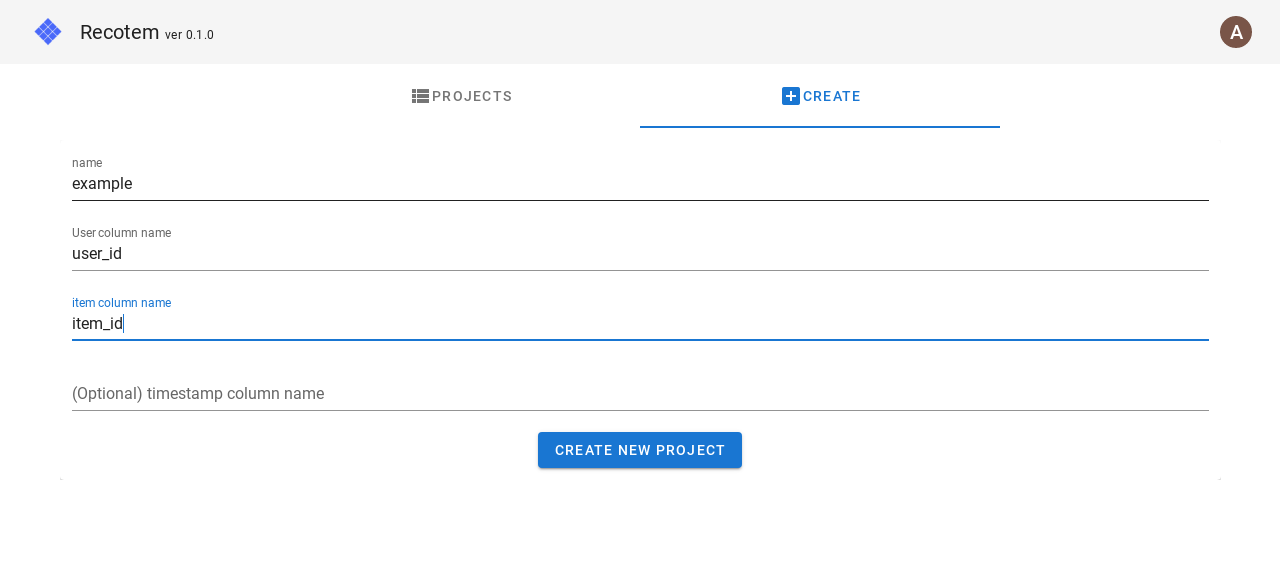 Recotem ver 0.1.0
A
PROJECTS
CREATE
name
example
User column name
user_id
item column name
item_id
(Optional) timestamp column name
CREATE NEW PROJECT